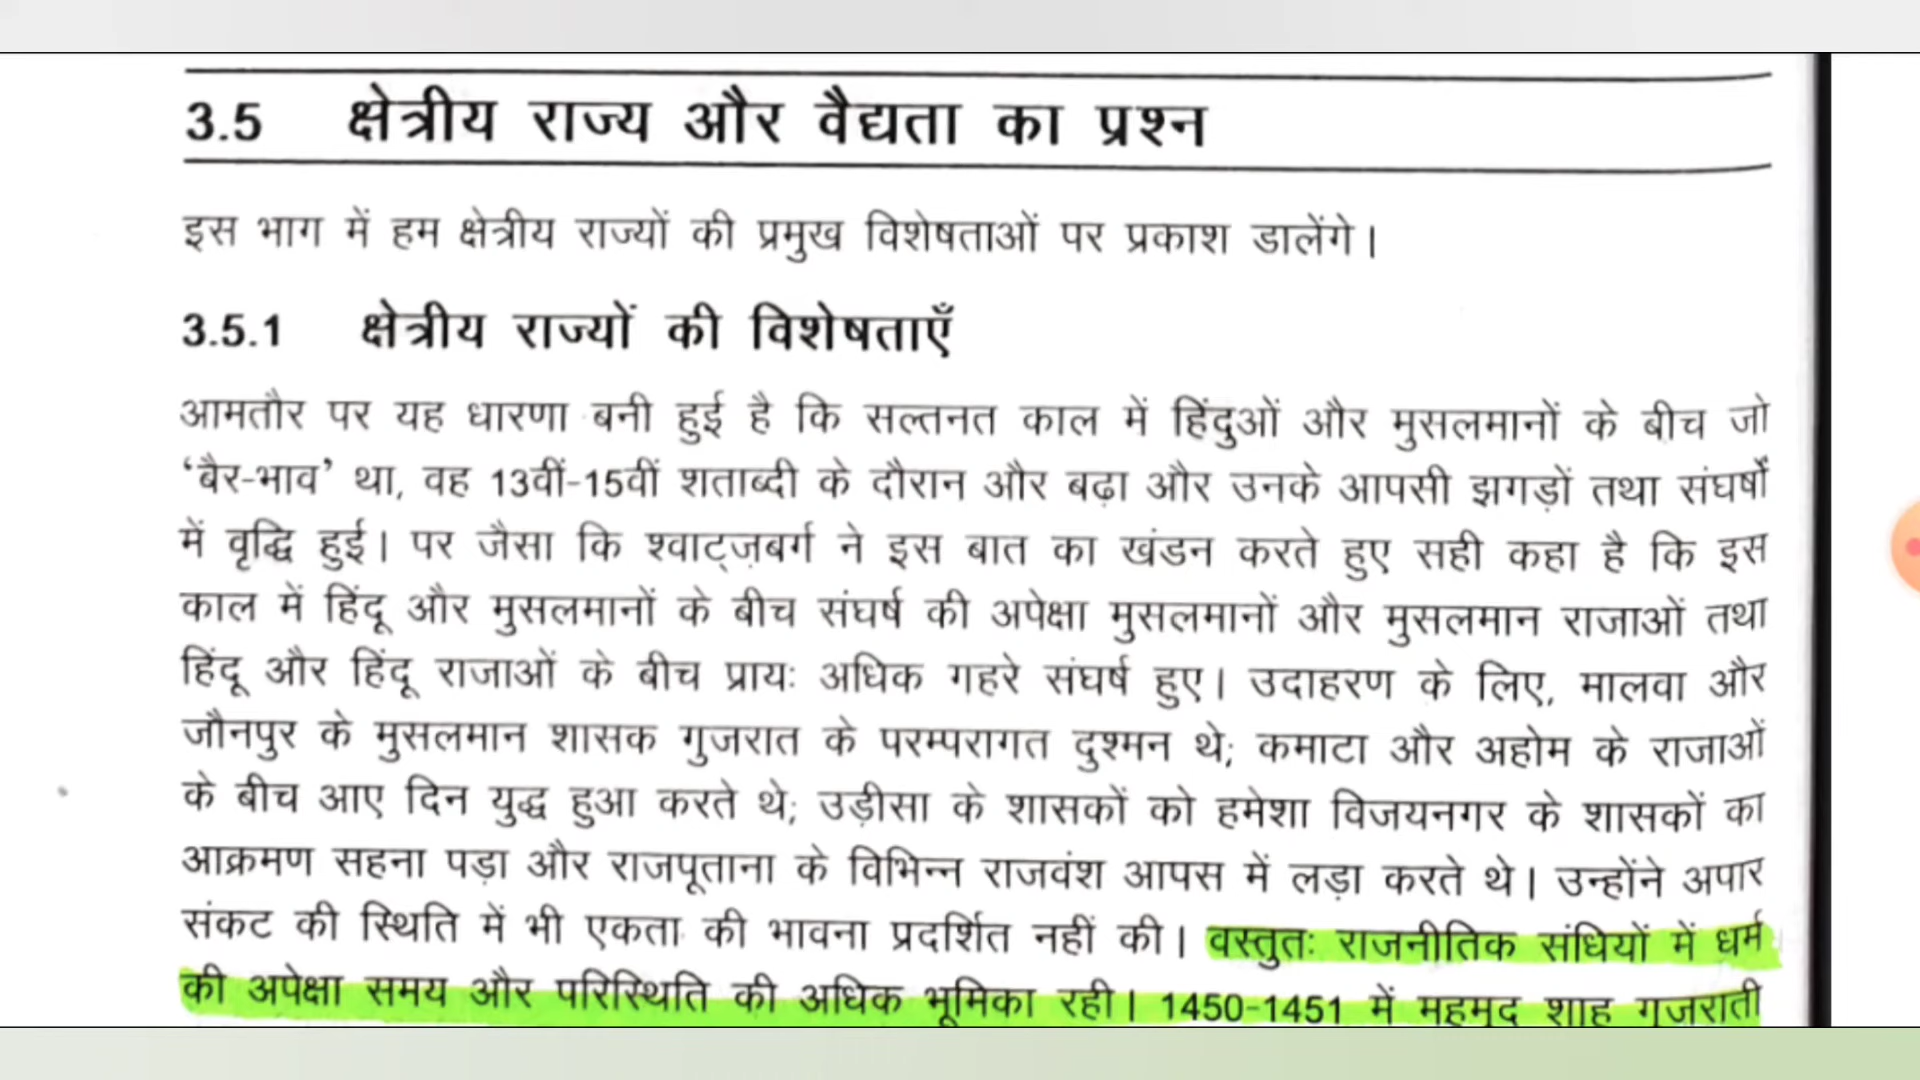 3.5 क्षेत्रीय राज्य और वैद्यता का प्रश्न
इस भाग में हम क्षेत्रीय राज्यों की प्रमुख विशेषताओं पर प्रकाश डालेंगे।
3.5.1 क्षेत्रीय राज्यों की विशेषताएँ
आमतौर पर यह धारणा बनी हुई है कि सल्तनत काल में हिंदुओं और मुसलमानों के बीच जो
‘बैर-भाव’ था, वह 13वीं-15वीं शताब्दी के दौरान और बढ़ा और उनके आपसी झगड़ों तथा संघर्षों
में वृद्धि हुई। पर जैसा कि श्वाट्ज़बर्ग ने इस बात का खंडन करते हुए सही कहा है कि इस
काल में हिंदू और मुसलमानों के बीच संघर्ष की अपेक्षा मुसलमानों और मुसलमान राजाओं तथा
हिंदू और हिंदू राजाओं के बीच प्रायः अधिक गहरे संघर्ष हुए। उदाहरण के लिए, मालवा और
जौनपुर के मुसलमान शासक गुजरात के परम्परागत दुश्मन थे; कमाटा और अहोम के राजाओं
के बीच आए दिन युद्ध हुआ करते थे; उड़ीसा के शासकों को हमेशा विजयनगर के शासकों का
आक्रमण सहना पड़ा और राजपूताना के विभिन्न राजवंश आपस में लड़ा करते थे। उन्होंने अपार
संकट की स्थिति में भी एकता की भावना प्रदर्शित नहीं की। वस्तुतः राजनीतिक संधियों में धर्म
की अपेक्षा समय और परिस्थिति की अधिक भूमिका रही। 1450-1451 में महमूद शाह गुजराती